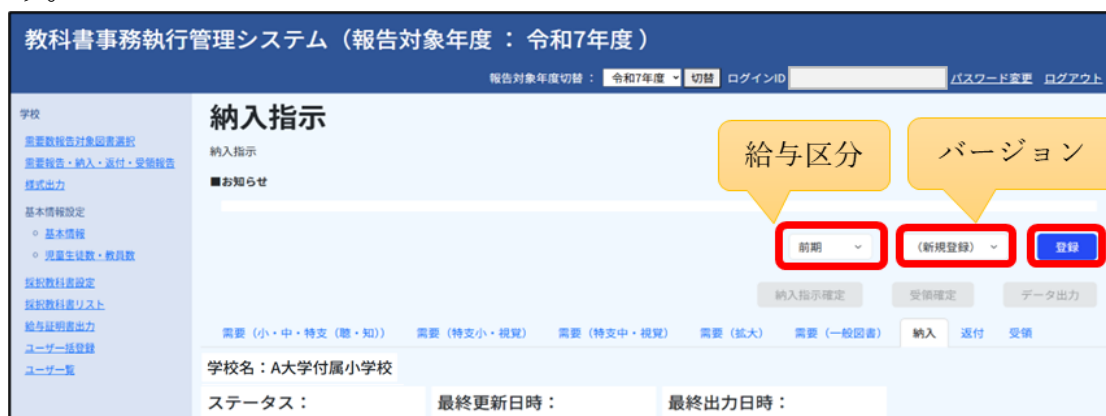 す。
教科書事務執行管理システム（報告対象年度 ： 令和7年度 ）
報告対象年度切替： 令和7年度 切替 ログインID パスワード変更 ログアウト
学校
需要数報告対象図書選択
需要報告・納入・返付・受領報告
様式出力
基本情報設定
基本情報
児童生徒数・教員数
採択教科書設定
採択教科書リスト
給与証明書出力
ユーザ一括登録
ユーザ一覧
納入指示
納入指示
■お知らせ
給与区分
バージョン
前期 （新規登録） 登録
納入指示確定 受領確定 データ出力
需要（小・中・特支（聴・知）） 需要（特支小・視覚） 需要（特支中・視覚） 需要（拡大） 需要（一般図書） 納入 返付 受領
学校名：A大学付属小学校
ステータス： 最終更新日時： 最終出力日時：